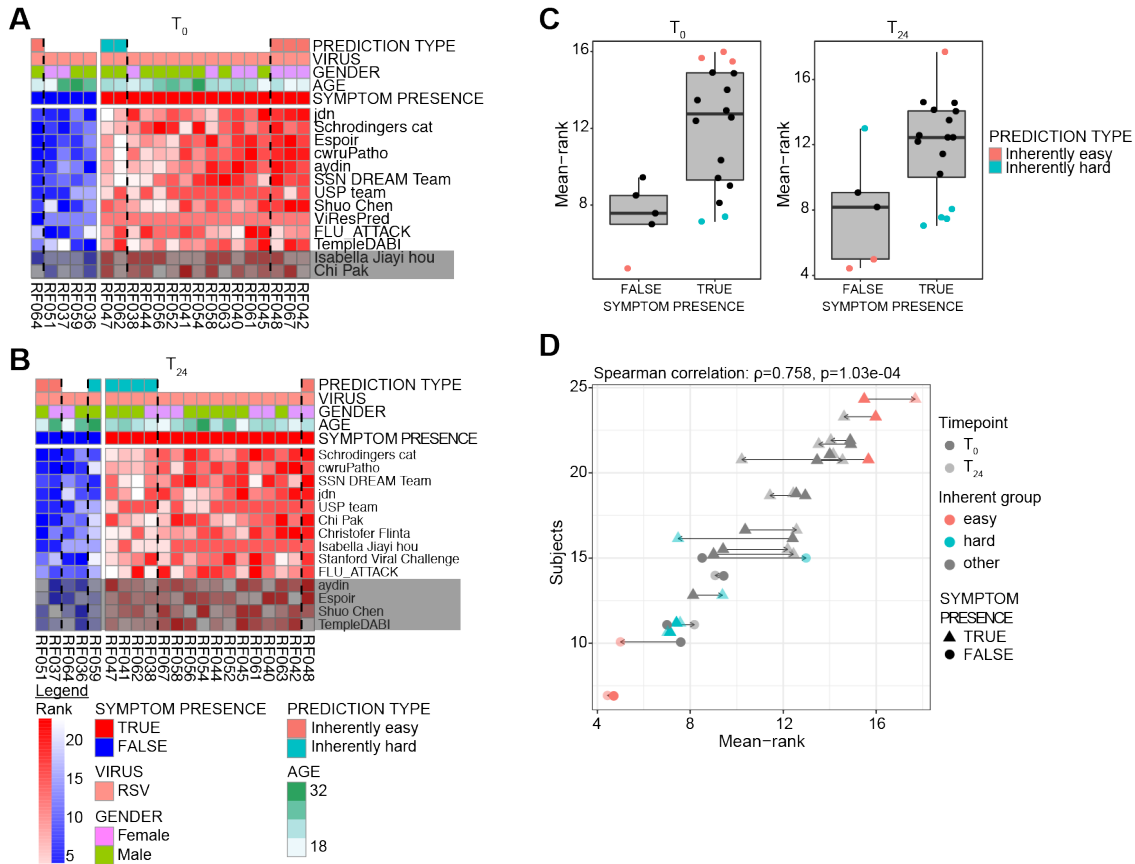 A
T0
PREDICTION TYPE
VIRUS
GENDER
AGE
SYMPTOM PRESENCE
jdn
Schrodingers cat
Espoir
cwruPatho
aydin
SSN DREAM Team
USP team
Shuo Chen
ViResPred
FLU_ATTACK
TempleDABI
Isabella Jiayi hou
Chi Pak
RF064
RF051
RF037
RF059
RF036
RF047
RF062
RF038
RF044
RF056
RF052
RF041
RF054
RF058
RF063
RF040
RF061
RF045
RF048
RF067
RF042
B
T24
PREDICTION TYPE
VIRUS
GENDER
AGE
SYMPTOM PRESENCE
Schrodingers cat
cwruPatho
SSN DREAM Team
jdn
USP team
Chi Pak
Christofer Flinta
Isabella Jiayi hou
Stanford Viral Challenge
FLU_ATTACK
aydin
Espoir
Shuo Chen
TempleDABI
RF051
RF037
RF064
RF036
RF059
RF047
RF041
RF062
RF038
RF067
RF058
RF056
RF054
RF044
RF052
RF045
RF061
RF040
RF063
RF042
RF048
Legend
Rank
20
15
10
5
SYMPTOM PRESENCE
TRUE
FALSE
VIRUS
RSV
GENDER
Female
Male
PREDICTION TYPE
Inherently easy
Inherently hard
AGE
32
18
C
T0
16
12
8
Mean−rank
FALSE
TRUE
SYMPTOM PRESENCE
T24
16
12
8
4
Mean−rank
FALSE
TRUE
SYMPTOM PRESENCE
PREDICTION TYPE
Inherently easy
Inherently hard
D
Spearman correlation: ρ=0.758, p=1.03e-04
25
20
15
10
Subjects
4
8
12
16
Mean−rank
Timepoint
T0
T24
Inherent group
easy
hard
other
SYMPTOM
PRESENCE
TRUE
FALSE